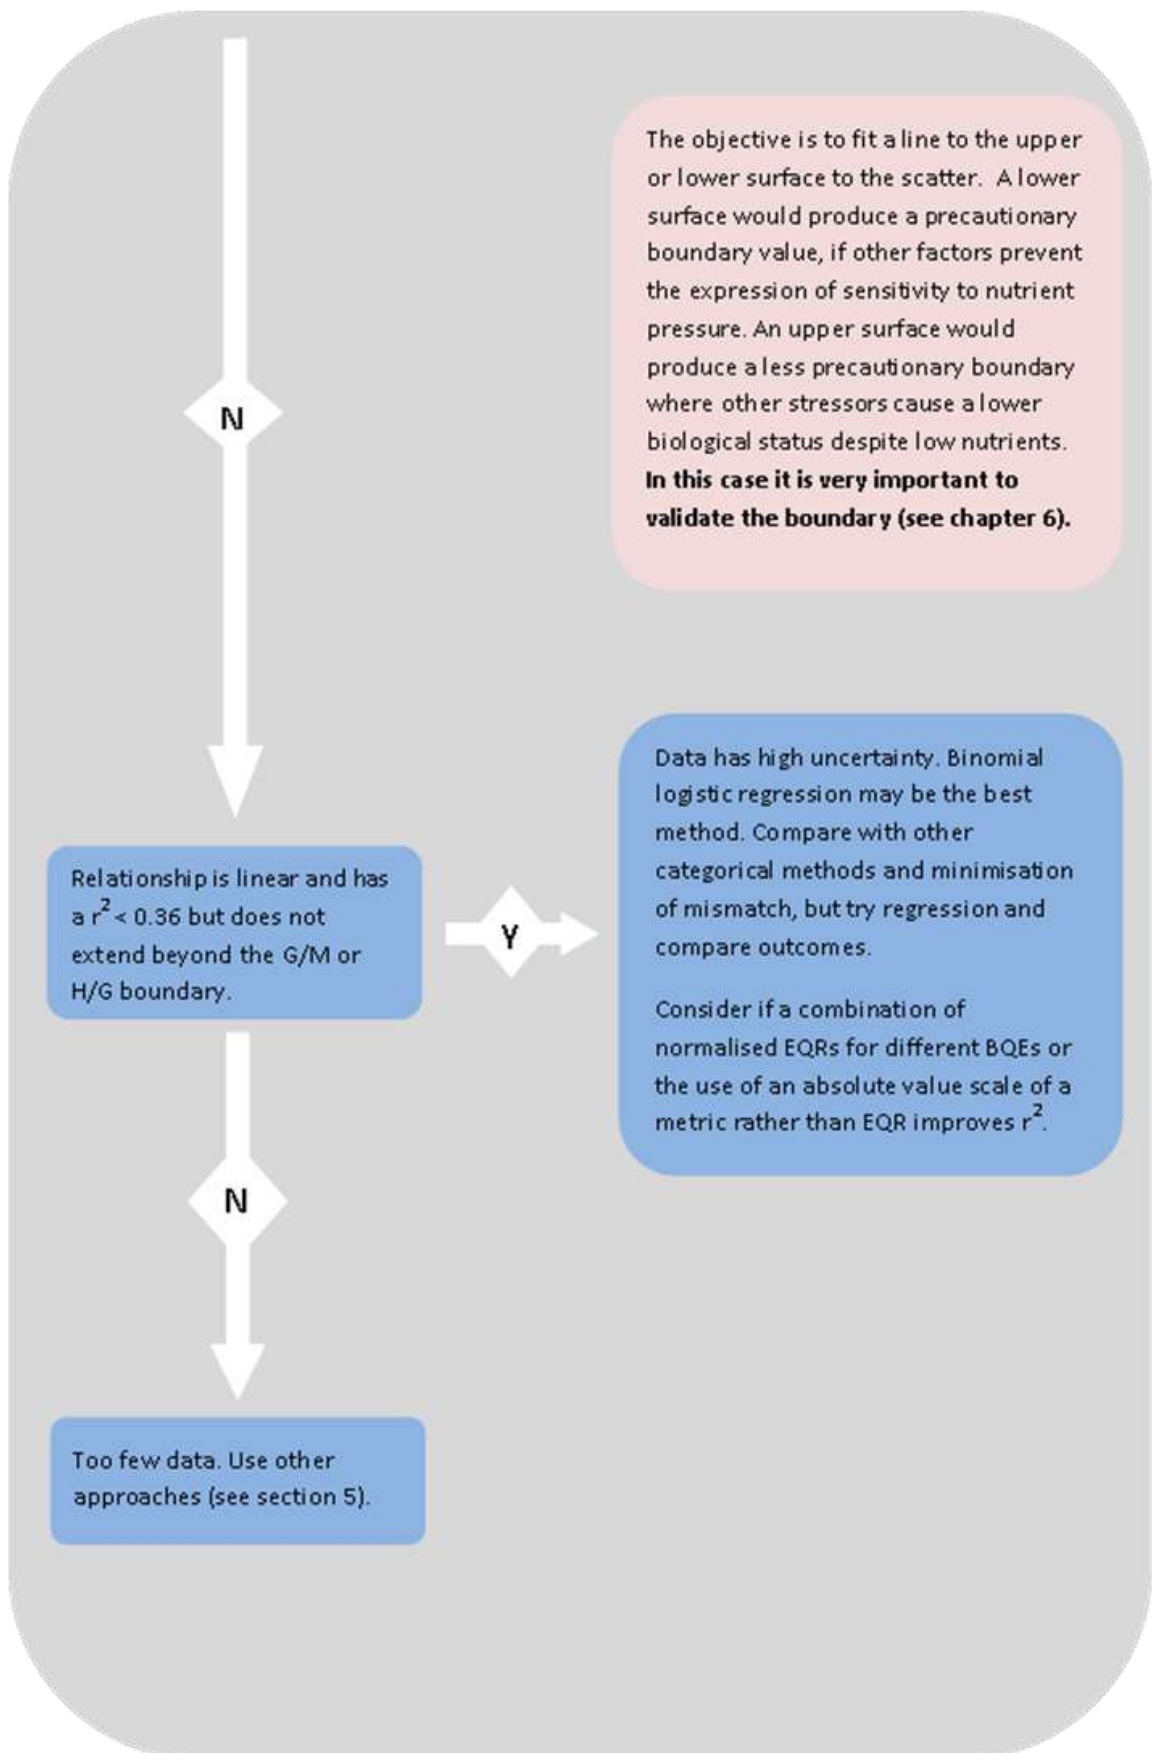 The objective is to fit a line to the upper
or lower surface to the scatter. A lower
surface would produce a precautionary
boundary value, if other factors prevent
the expression of sensitivity to nutrient
pressure. An upper surface would
produce a less precautionary boundary
where other stressors cause a lower
biological status despite low nutrients.
In this case it is very important to
validate the boundary (see chapter 6).
N
Relationship is linear and has
a r² < 0.36 but does not
extend beyond the G/M or
H/G boundary.
Y
Data has high uncertainty. Binomial
logistic regression may be the best
method. Compare with other
categorical methods and minimisation
of mismatch, but try regression and
compare outcomes.
Consider if a combination of
normalised EQRs for different BQEs or
the use of an absolute value scale of a
metric rather than EQR improves r².
N
Too few data. Use other
approaches (see section 5).